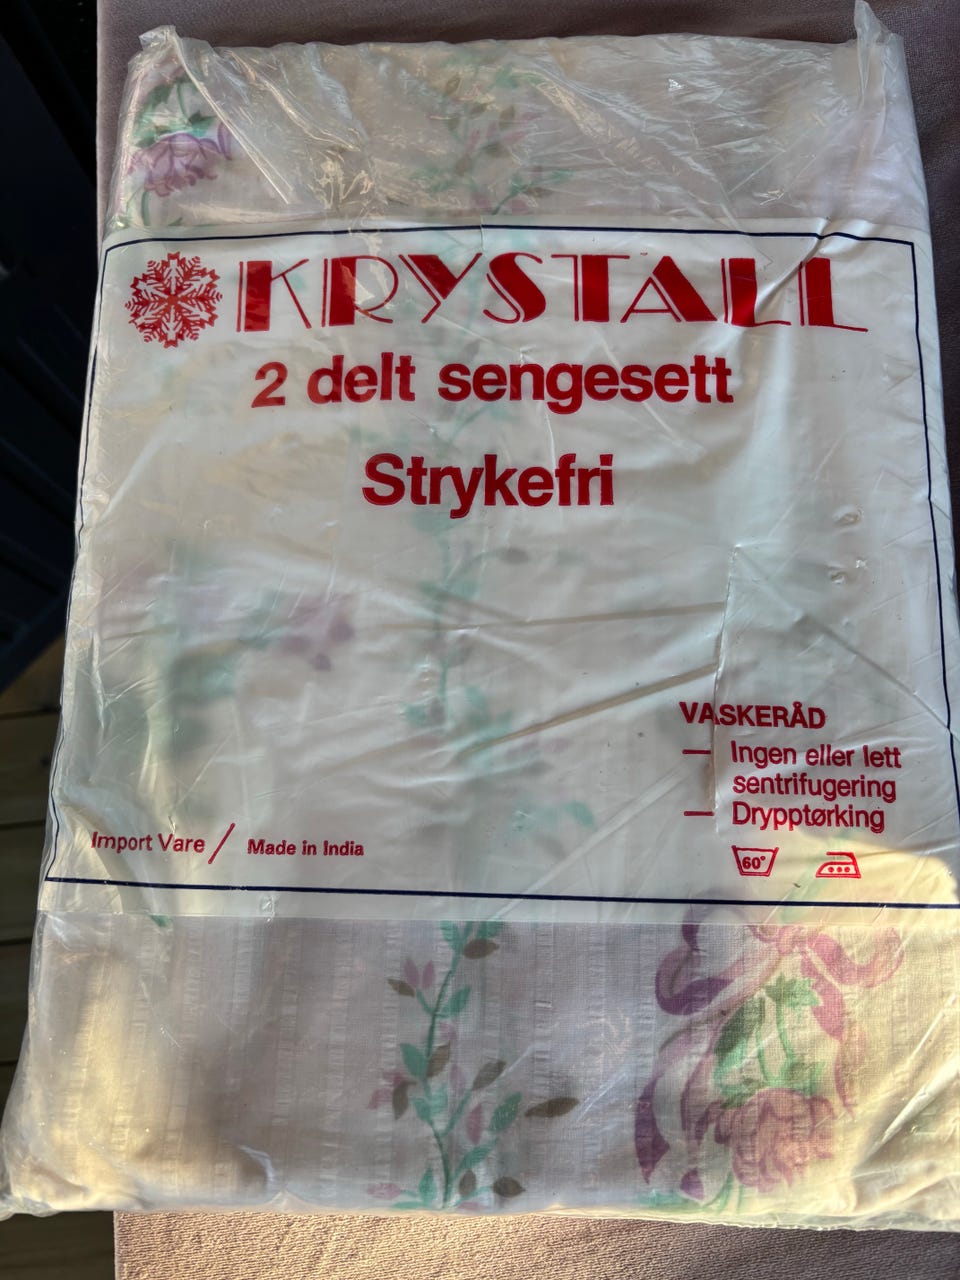 KRYSTALL
2 delt sengesett
Strykefri
VASKERÅD
— Ingen eller lett
sentrifugering
— Drypptørking
60°
Import Vare / Made in India